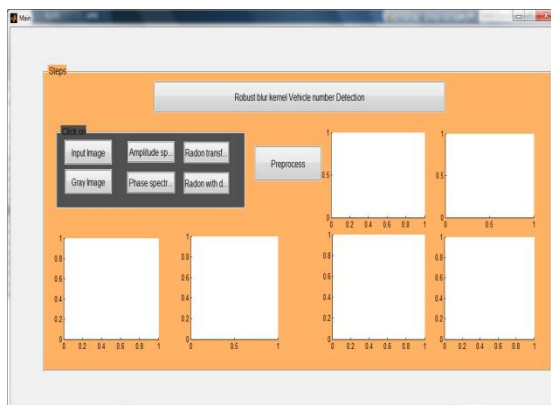 Main
Steps
Robust blur kernel Vehicle number Detection
Click on
Input Image
Amplitude sp...
Radon transf...
Gray Image
Phase spectr...
Radon with d...
Preprocess
1
0.5
0
0 0.2 0.4 0.6 0.8 1
1
0.5
0
0 0.5 1
1
0.8
0.6
0.4
0.2
0
0 0.2 0.4 0.6 0.8 1
1
0.8
0.6
0.4
0.2
0
0 0.5 1
1
0.8
0.6
0.4
0.2
0
0 0.2 0.4 0.6 0.8 1
1
0.8
0.6
0.4
0.2
0
0 0.2 0.4 0.6 0.8 1